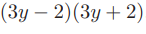 (3y − 2)(3y + 2)